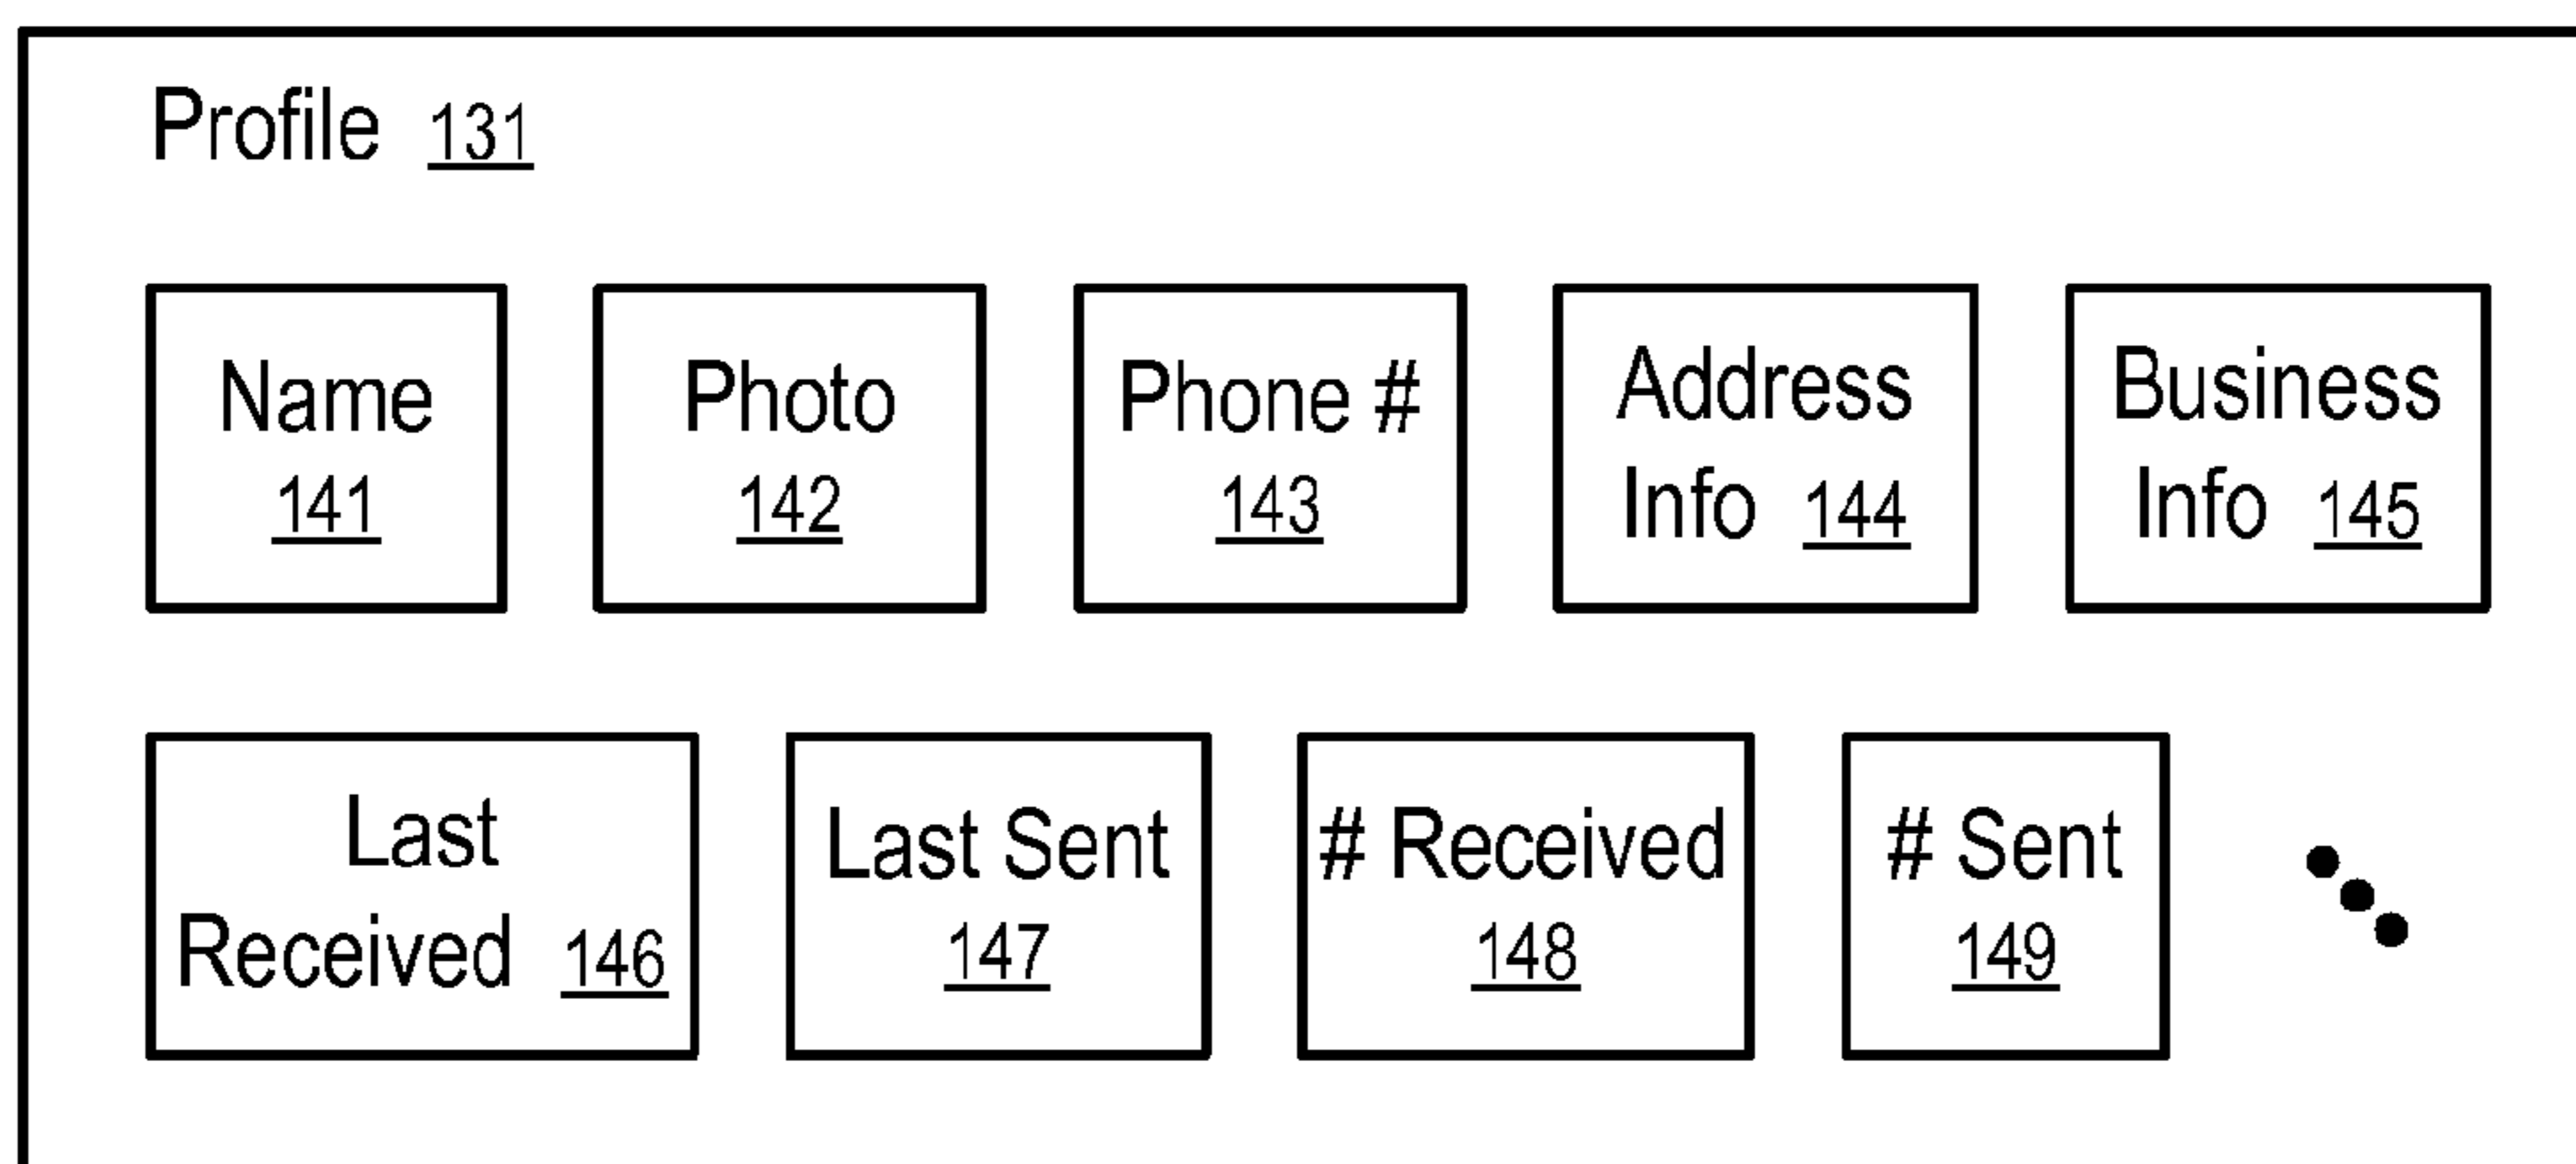 Profile 131
Name
141
Photo
142
Phone #
143
Address
Info 144
Business
Info 145
Last
Received 146
Last Sent
147
# Received
148
# Sent
149